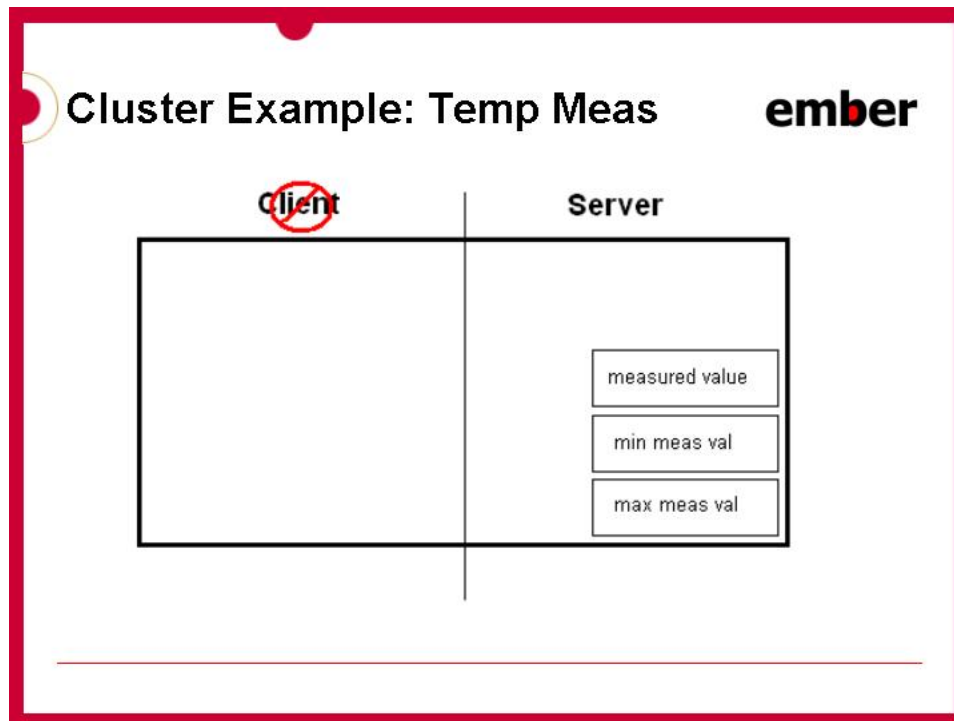 Cluster Example: Temp Meas
ember
Client
Server
measured value
min meas val
max meas val